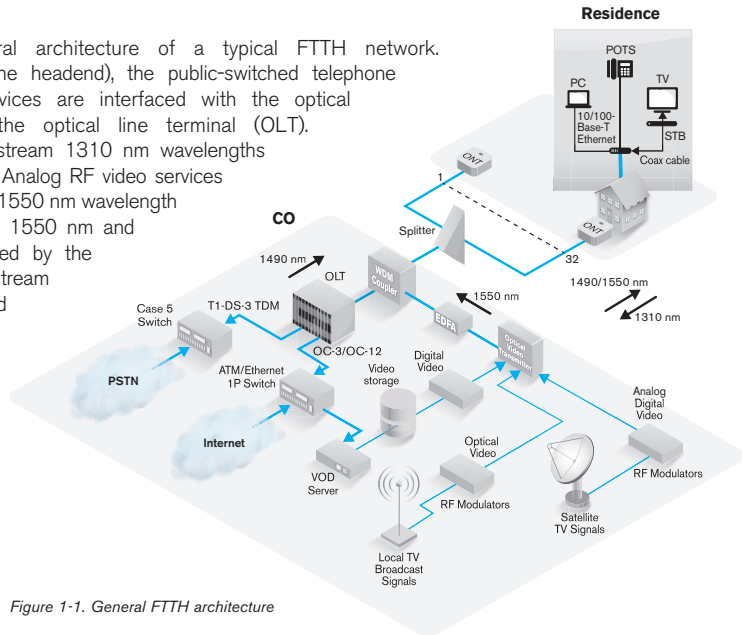 Residence
ral architecture of a typical FTTH network.
ne headend), the public-switched telephone
vices are interfaced with the optical
the optical line terminal (OLT).
stream 1310 nm wavelengths
Analog RF video services
1550 nm wavelength
1550 nm and
ed by the
stream
d
POTS
PC
TV
10/100-
Base-T
Ethernet
STB
Coax cable
ONT
1
CO
Splitter
ONT
32
1490 nm
OLT
WDM
Coupler
1490/1550 nm
1550 nm
1310 nm
Case 5
Switch
T1-DS-3 TDM
EDFA
Optical
Video
Transmitter
OC-3/OC-12
PSTN
ATM/Ethernet
1P Switch
Video
storage
Digital
Video
Analog
Digital
Video
Internet
Optical
Video
VOD
Server
RF Modulators
RF Modulators
Satellite
TV Signals
Local TV
Broadcast
Signals
Figure 1-1. General FTTH architecture